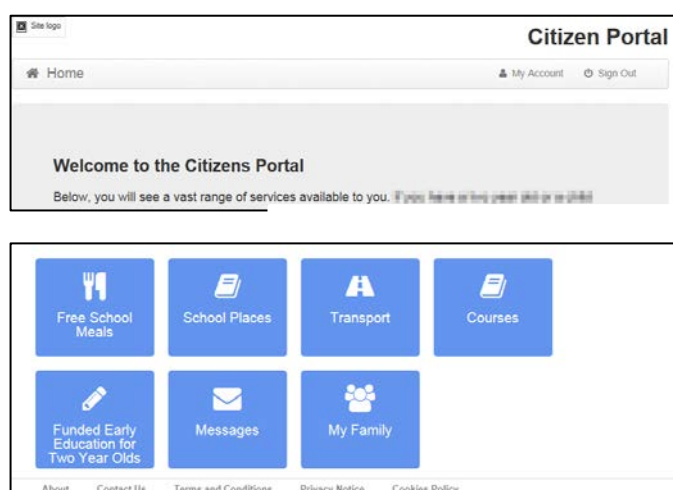 Site logo
Citizen Portal
Home
My Account
Sign Out
Welcome to the Citizens Portal
Below, you will see a vast range of services available to you.
Free School
Meals
School Places
Transport
Courses
Funded Early
Education for
Two Year Olds
Messages
My Family
About Contact Us Terms and Conditions Privacy Notice Cookies Policy